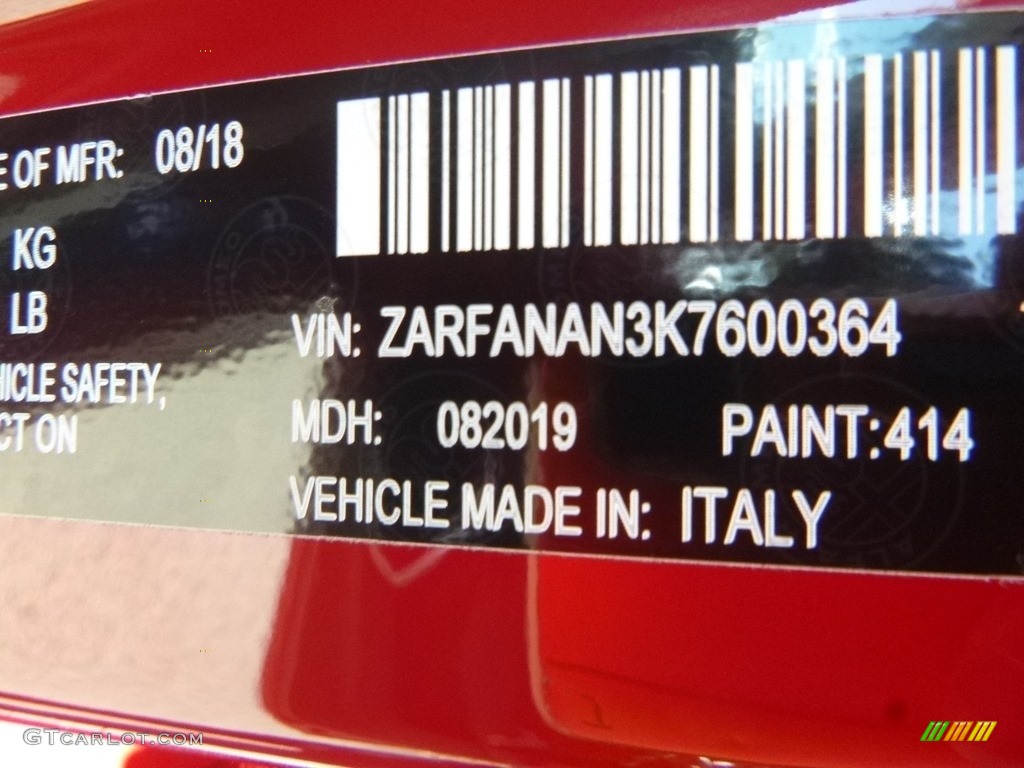 E OF MFR: 08/18
KG
LB
VIN: ZARFANAN3K7600364
HICLE SAFETY,
CT ON
MDH: 082019 PAINT:414
VEHICLE MADE IN: ITALY
GTcarlot.com